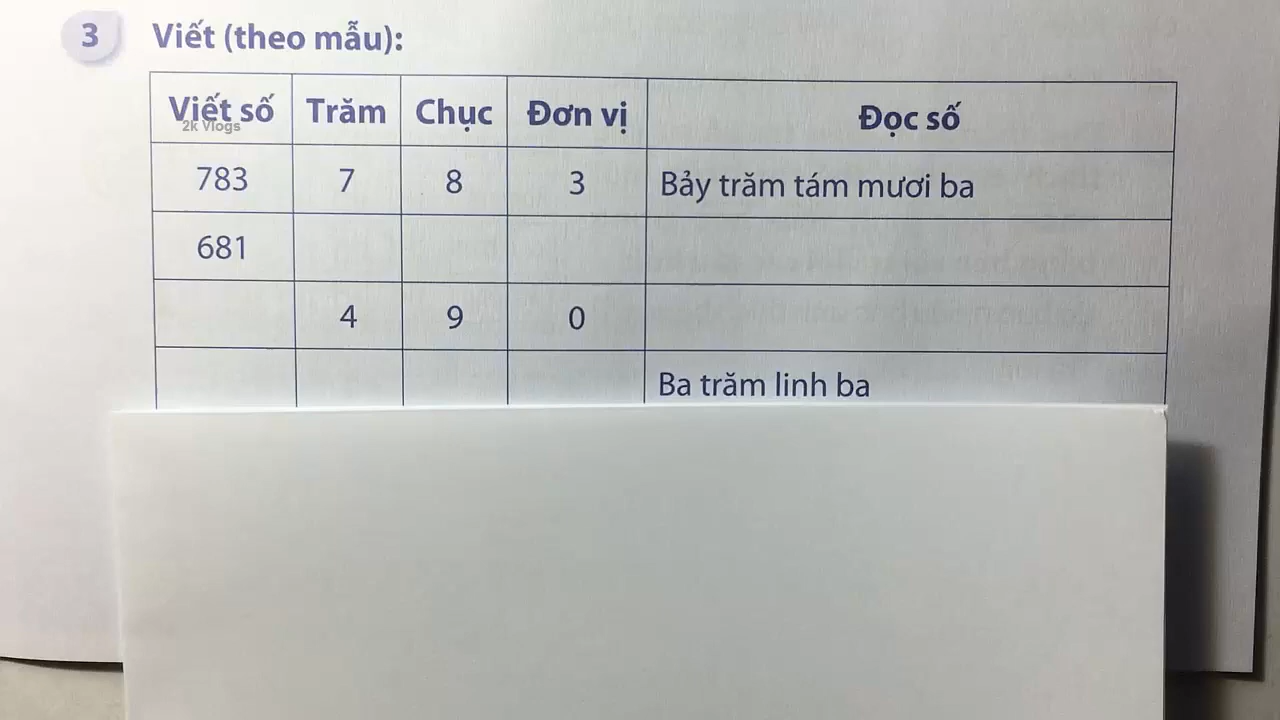 3 Viết (theo mẫu):
Viết số Trăm Chục Đơn vị Đọc số
2k Vlogs
783 7 8 3 Bảy trăm tám mươi ba
681
4 9 0
Ba trăm linh ba